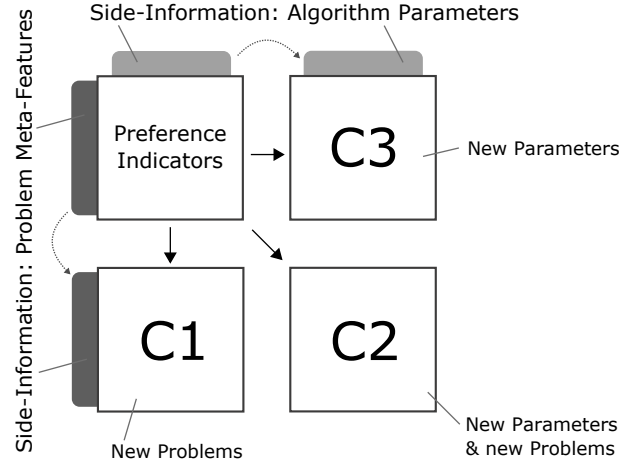 Side-Information: Algorithm Parameters
Side-Information: Problem Meta-Features
Preference
Indicators
C3
New Parameters
C1
C2
New Problems
New Parameters
& new Problems